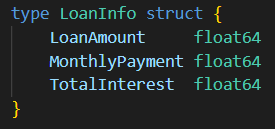 type LoanInfo struct {
    LoanAmount     float64
    MonthlyPayment float64
    TotalInterest  float64
}